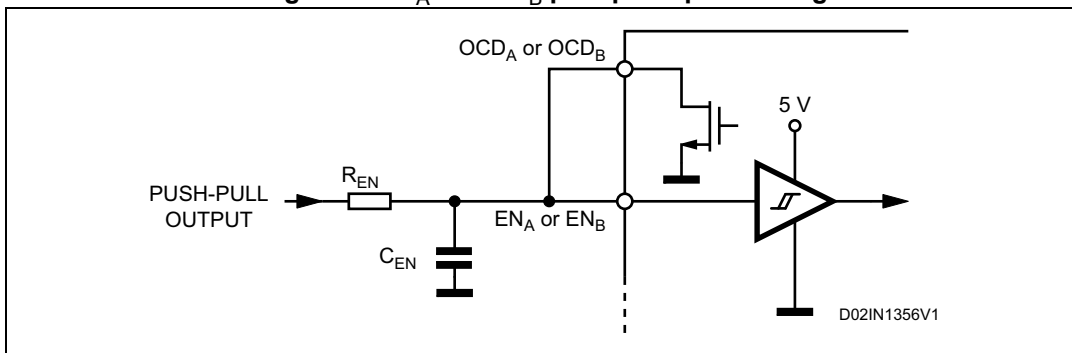 A B p p p p g
OCDA or OCDB
5 V
REN
PUSH-PULL
OUTPUT
ENA or ENB
CEN
D02IN1356V1